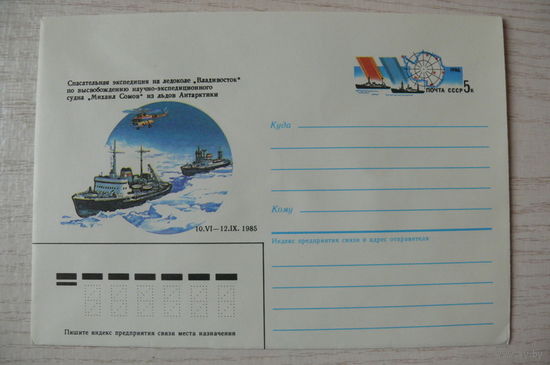 Спасательная экспедиция на ледоколе „Владивосток"
по высвобождению научно-экспедиционного
судна „Михаил Сомов" из льдов Антарктики
10.VI—12.IX. 1985
1985
ПОЧТА СССР 5к
Куда
Кому
Индекс предприятия связи и адрес отправителя
Пишите индекс предприятия связи места назначения